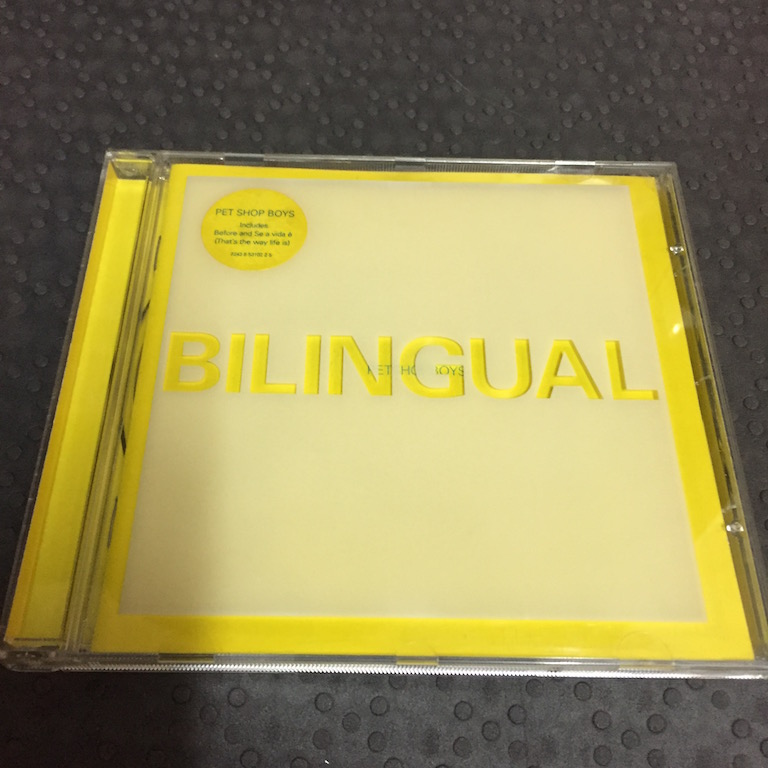 PET SHOP BOYS
Includes
Before and Se a vida é
(That's the way life is)
BILINGUAL
PET SHOP BOYS